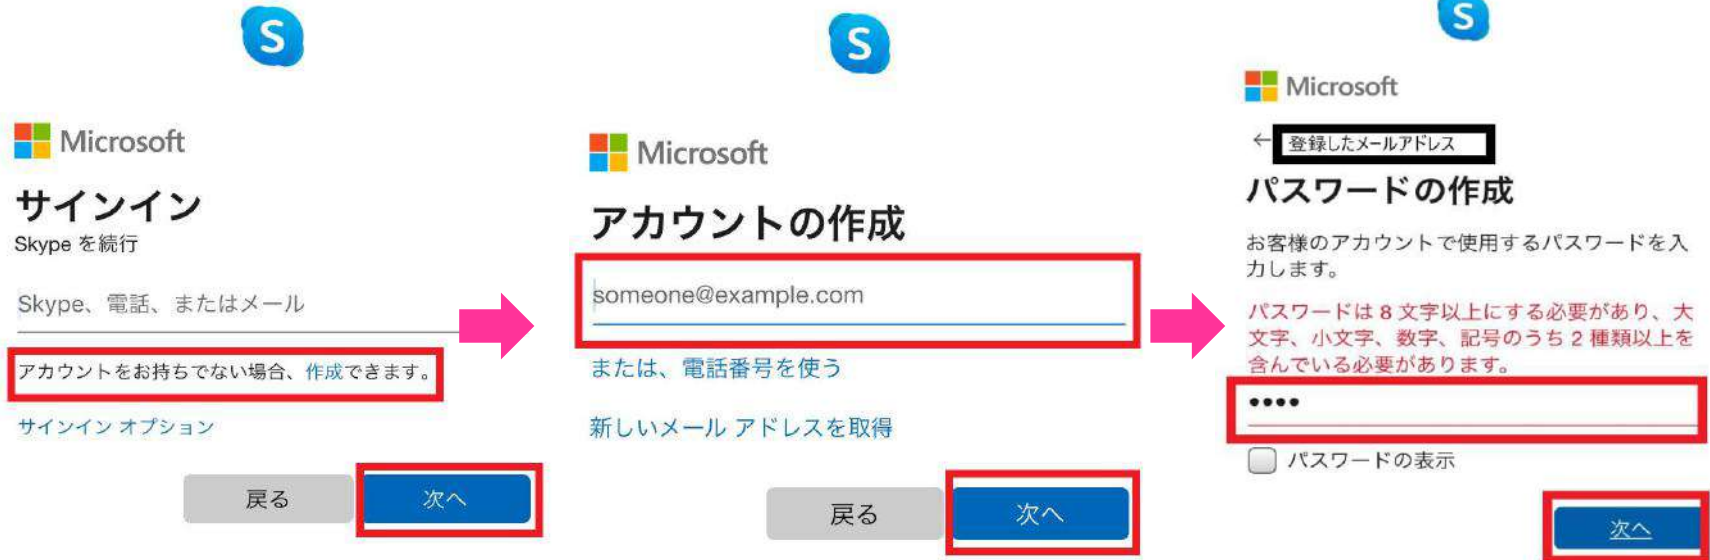 S
Microsoft
サインイン
Skype を続行
Skype、電話、またはメール
アカウントをお持ちでない場合、作成できます。
サインイン オプション
戻る
次へ
S
Microsoft
アカウントの作成
someone@example.com
または、電話番号を使う
新しいメール アドレスを取得
戻る
次へ
S
Microsoft
← 登録したメールアドレス
パスワードの作成
お客様のアカウントで使用するパスワードを入
力します。
パスワードは 8 文字以上にする必要があり、大
文字、小文字、数字、記号のうち 2 種類以上を
含んでいる必要があります。
••••
パスワードの表示
次へ